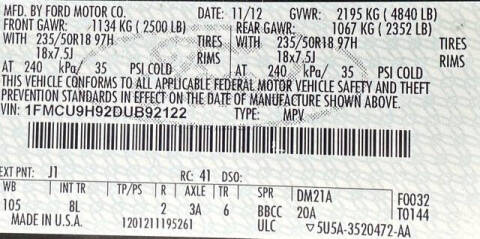 MFD. BY FORD MOTOR CO. DATE: 11/12 GVWR: 2195 KG ( 4840 LB)
FRONT GAWR: 1134 KG ( 2500 LB) REAR GAWR: 1067 KG ( 2352 LB)
WITH 235/50R18 97H TIRES WITH 235/50R18 97H TIRES
18x7.5J RIMS 18x7.5J RIMS
AT 240 kPa/ 35 PSI COLD AT 240 kPa/ 35 PSI COLD
THIS VEHICLE CONFORMS TO ALL APPLICABLE FEDERAL MOTOR VEHICLE SAFETY AND THEFT
PREVENTION STANDARDS IN EFFECT ON THE DATE OF MANUFACTURE SHOWN ABOVE.
VIN: 1FMCU9H92DUB92122 TYPE: MPV
EXT PNT: J1 RC: 41 DSO:
WB INT TR TP/PS R AXLE TR SPR DM21A F0032
105 BL 2 3A 6 BBCC 20A T0144
MADE IN U.S.A. 1201211195261 ULC ▽5U5A-3520472-AA